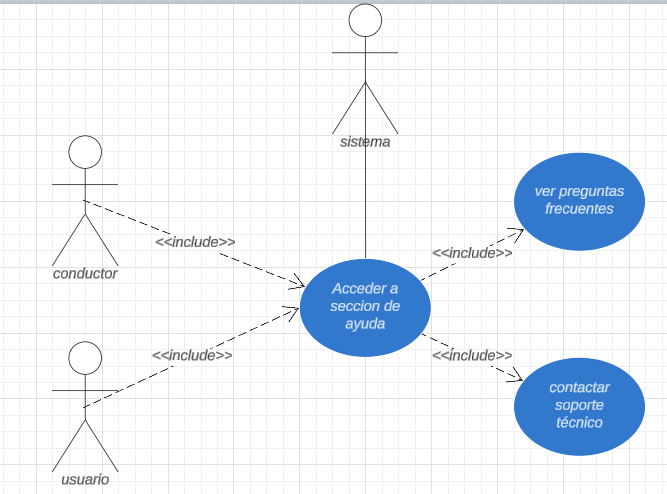 sistema
conductor
<<include>>
ver preguntas
frecuentes
<<include>>
Acceder a
seccion de
ayuda
<<include>>
<<include>>
contactar
soporte
técnico
usuario